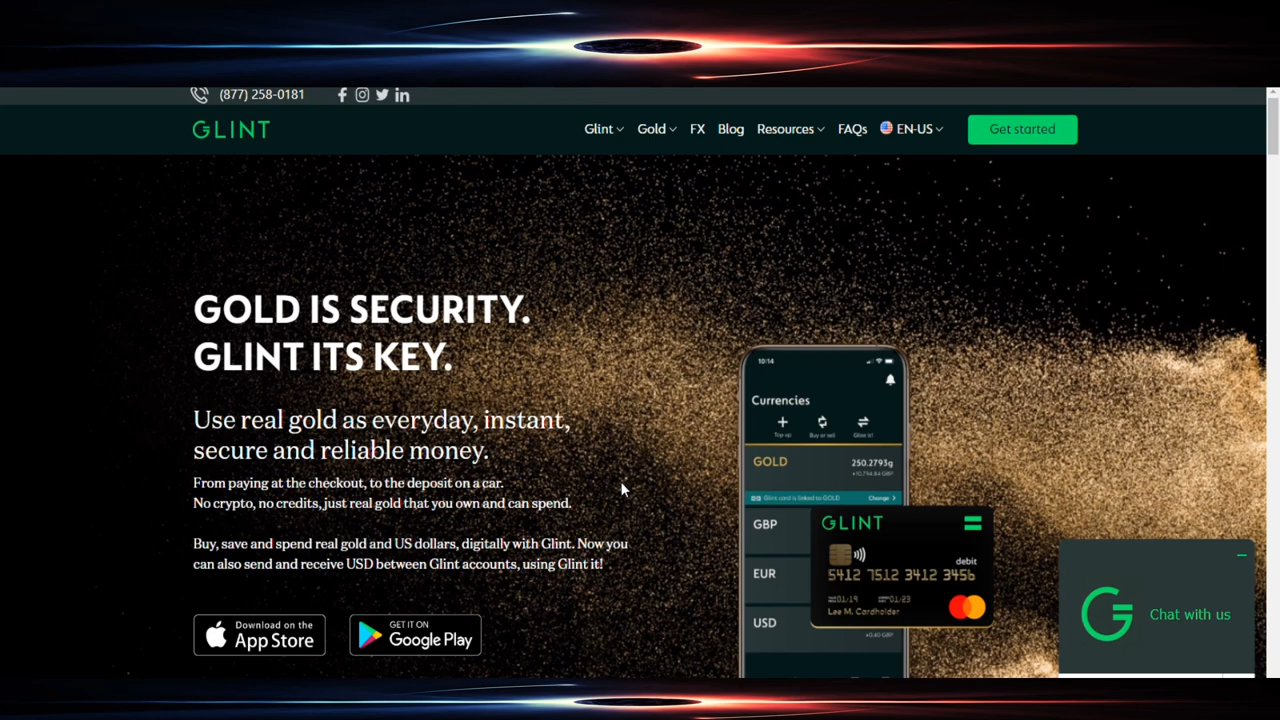 (877) 258-0181
GLINT
Glint
Gold
FX
Blog
Resources
FAQs
EN-US
Get started
GOLD IS SECURITY.
GLINT ITS KEY.
Use real gold as everyday, instant,
secure and reliable money.
From paying at the checkout, to the deposit on a car.
No crypto, no credits, just real gold that you own and can spend.
Buy, save and spend real gold and US dollars, digitally with Glint. Now you
can also send and receive USD between Glint accounts, using Glint it!
Download on the
App Store
GET IT ON
Google Play
10:14
Currencies
Top up
Buy or sell
Glint it!
GOLD
250.2793g
Glint card is linked to GOLD
Change
GBP
EUR
USD
GLINT
debit
5412 7512 3412 3456
01/19
01/23
Lee M. Cardholder
Chat with us